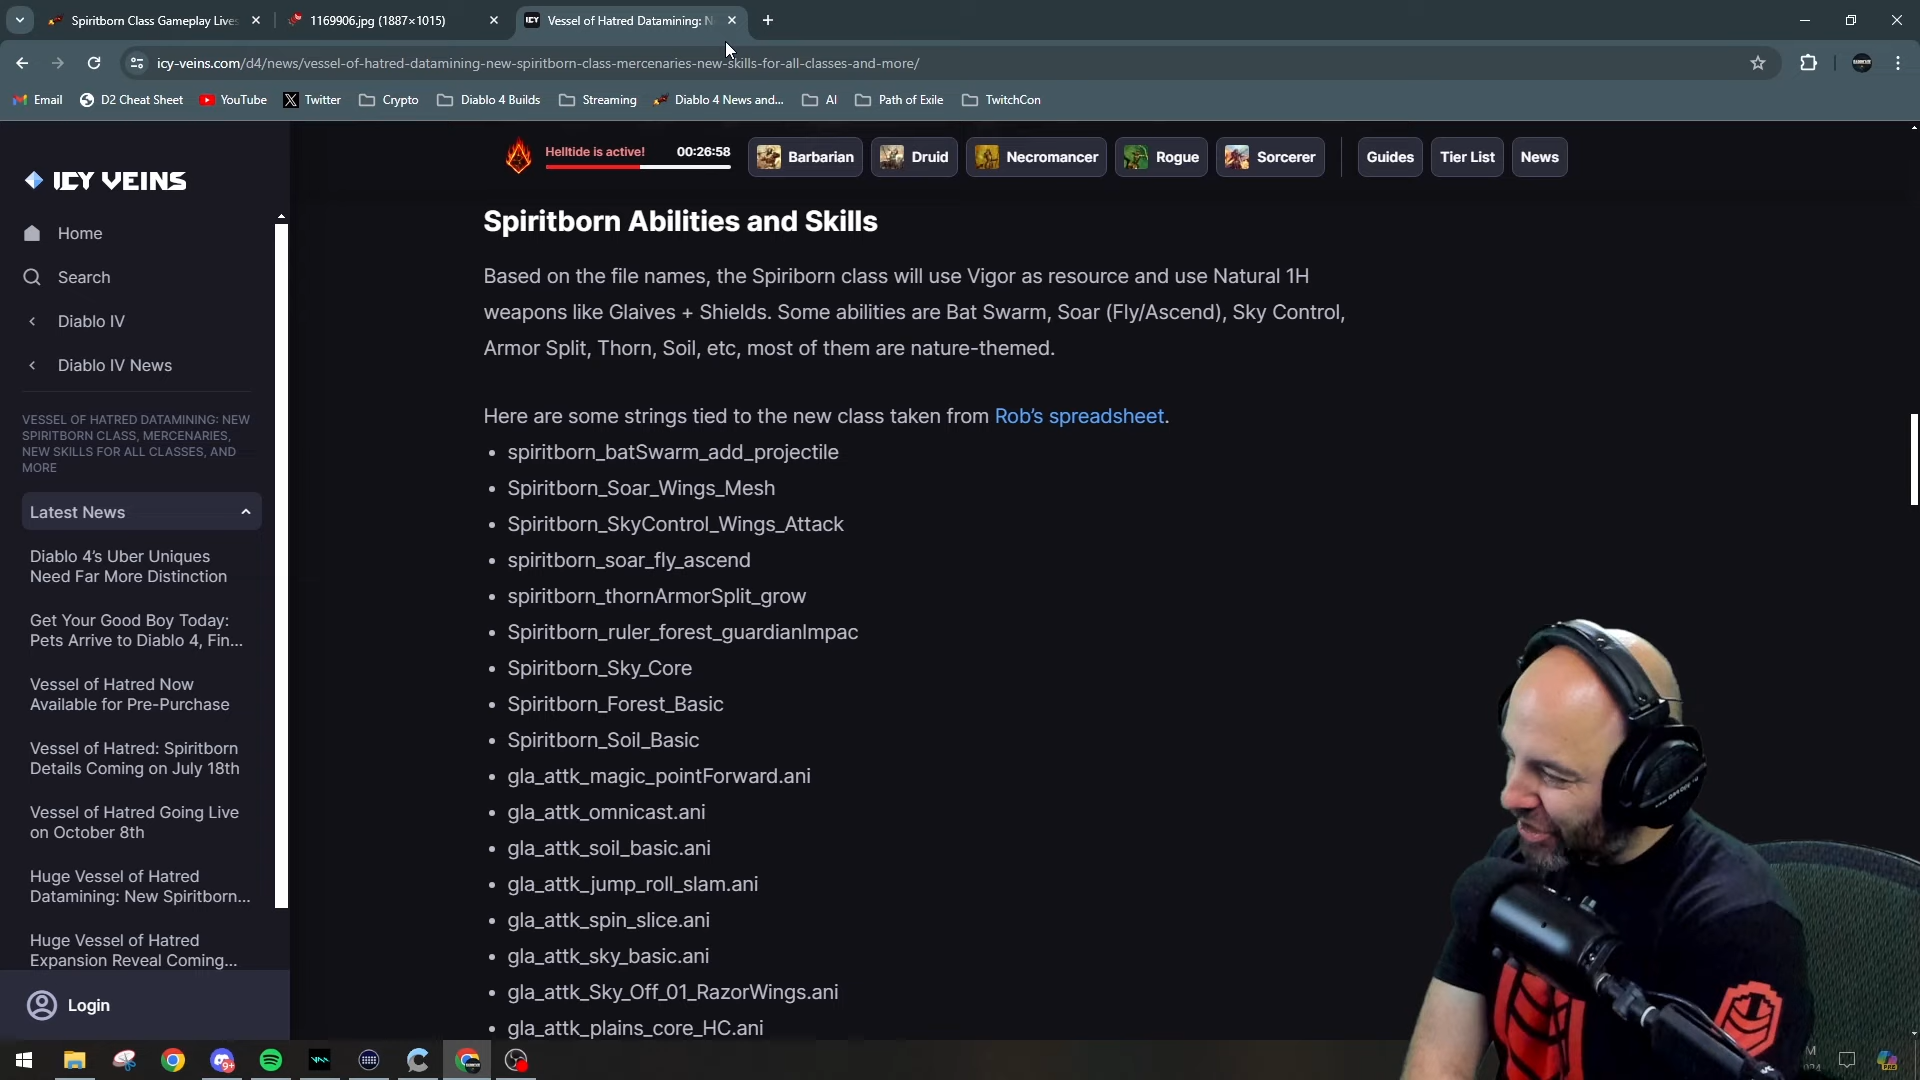 Spiritborn Class Gameplay Lives
1169906.jpg (1887×1015)
ICY
Vessel of Hatred Datamining: N
icy-veins.com/d4/news/vessel-of-hatred-datamining-new-spiritborn-class-mercenaries-new-skills-for-all-classes-and-more/
Email
D2 Cheat Sheet
YouTube
Twitter
Crypto
Diablo 4 Builds
Streaming
Diablo 4 News and...
AI
Path of Exile
TwitchCon
Helltide is active!
00:26:58
Barbarian
Druid
Necromancer
Rogue
Sorcerer
Guides
Tier List
News
ICY VEINS
Home
Search
Diablo IV
Diablo IV News
VESSEL OF HATRED DATAMINING: NEW
SPIRITBORN CLASS, MERCENARIES,
NEW SKILLS FOR ALL CLASSES, AND
MORE
Latest News
Diablo 4's Uber Uniques
Need Far More Distinction
Get Your Good Boy Today:
Pets Arrive to Diablo 4, Fin...
Vessel of Hatred Now
Available for Pre-Purchase
Vessel of Hatred: Spiritborn
Details Coming on July 18th
Vessel of Hatred Going Live
on October 8th
Huge Vessel of Hatred
Datamining: New Spiritborn...
Huge Vessel of Hatred
Expansion Reveal Coming...
Login
Spiritborn Abilities and Skills
Based on the file names, the Spiriborn class will use Vigor as resource and use Natural 1H
weapons like Glaives + Shields. Some abilities are Bat Swarm, Soar (Fly/Ascend), Sky Control,
Armor Split, Thorn, Soil, etc, most of them are nature-themed.
Here are some strings tied to the new class taken from Rob's spreadsheet.
• spiritborn_batSwarm_add_projectile
• Spiritborn_Soar_Wings_Mesh
• Spiritborn_SkyControl_Wings_Attack
• spiritborn_soar_fly_ascend
• spiritborn_thornArmorSplit_grow
• Spiritborn_ruler_forest_guardianImpac
• Spiritborn_Sky_Core
• Spiritborn_Forest_Basic
• Spiritborn_Soil_Basic
• gla_attk_magic_pointForward.ani
• gla_attk_omnicast.ani
• gla_attk_soil_basic.ani
• gla_attk_jump_roll_slam.ani
• gla_attk_spin_slice.ani
• gla_attk_sky_basic.ani
• gla_attk_Sky_Off_01_RazorWings.ani
• gla_attk_plains_core_HC.ani